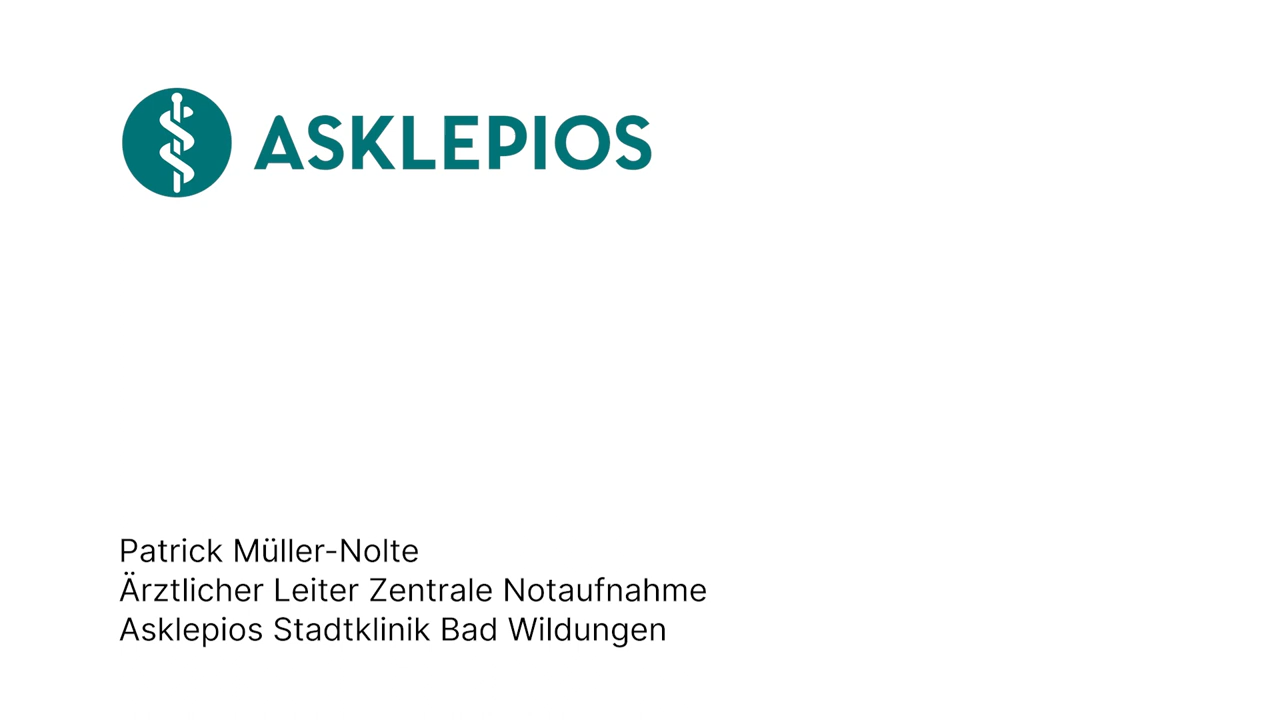 ASKLEPIOS
Patrick Müller-Nolte
Ärztlicher Leiter Zentrale Notaufnahme
Asklepios Stadtklinik Bad Wildungen